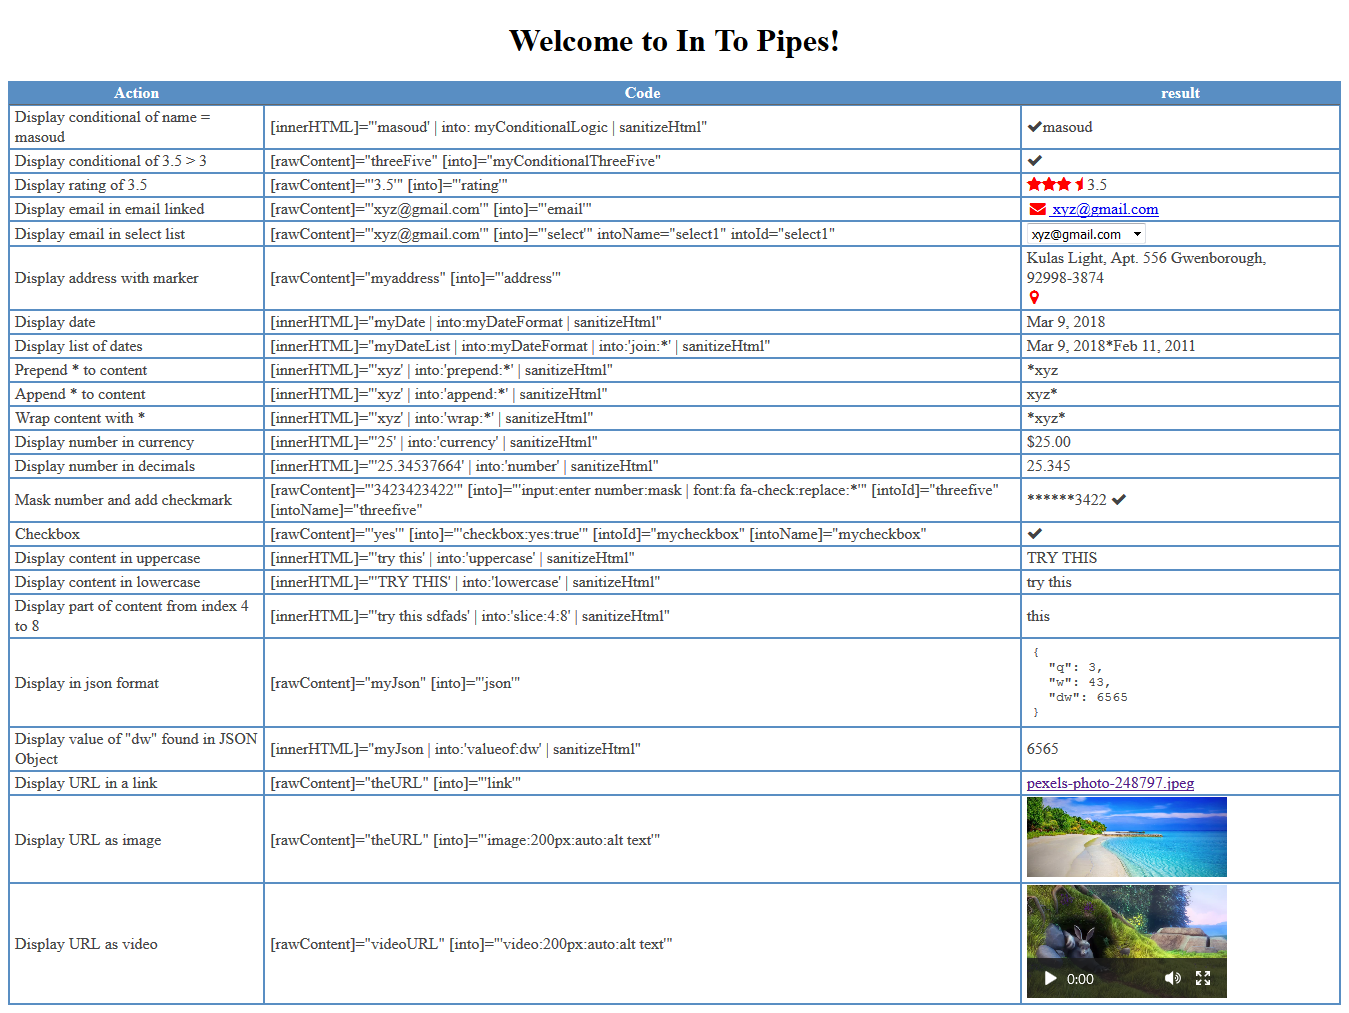 Welcome to In To Pipes!
Action Code result
Display conditional of name =
masoud
[innerHTML]="'masoud' | into: myConditionalLogic | sanitizeHtml"
masoud
Display conditional of 3.5 > 3
[rawContent]="threeFive" [into]="myConditionalThreeFive"
Display rating of 3.5
[rawContent]="'3.5'" [into]="'rating'"
3.5
Display email in email linked
[rawContent]="'xyz@gmail.com'" [into]="'email'"
xyz@gmail.com
Display email in select list
[rawContent]="'xyz@gmail.com'" [into]="'select'" intoName="select1" intoId="select1"
xyz@gmail.com
Display address with marker
[rawContent]="myaddress" [into]="'address'"
Kulas Light, Apt. 556 Gwenborough,
92998-3874
Display date
[innerHTML]="myDate | into:myDateFormat | sanitizeHtml"
Mar 9, 2018
Display list of dates
[innerHTML]="myDateList | into:myDateFormat | into:'join:*' | sanitizeHtml"
Mar 9, 2018*Feb 11, 2011
Prepend * to content
[innerHTML]="'xyz' | into:'prepend:*' | sanitizeHtml"
*xyz
Append * to content
[innerHTML]="'xyz' | into:'append:*' | sanitizeHtml"
xyz*
Wrap content with *
[innerHTML]="'xyz' | into:'wrap:*' | sanitizeHtml"
*xyz*
Display number in currency
[innerHTML]="'25' | into:'currency' | sanitizeHtml"
$25.00
Display number in decimals
[innerHTML]="'25.34537664' | into:'number' | sanitizeHtml"
25.345
Mask number and add checkmark
[rawContent]="'3423423422'" [into]="'input:enter number:mask | font:fa fa-check:replace:*'" [intoId]="threefive"
[intoName]="threefive"
******3422
Checkbox
[rawContent]="'yes'" [into]="'checkbox:yes:true'" [intoId]="mycheckbox" [intoName]="mycheckbox"
Display content in uppercase
[innerHTML]="'try this' | into:'uppercase' | sanitizeHtml"
TRY THIS
Display content in lowercase
[innerHTML]="'TRY THIS' | into:'lowercase' | sanitizeHtml"
try this
Display part of content from index 4
to 8
[innerHTML]="'try this sdfads' | into:'slice:4:8' | sanitizeHtml"
this
Display in json format
[rawContent]="myJson" [into]="'json'"
{
"q": 3,
"w": 43,
"dw": 6565
}
Display value of "dw" found in JSON
Object
[innerHTML]="myJson | into:'valueof:dw' | sanitizeHtml"
6565
Display URL in a link
[rawContent]="theURL" [into]="'link'"
pexels-photo-248797.jpeg
Display URL as image
[rawContent]="theURL" [into]="'image:200px:auto:alt text'"
Display URL as video
[rawContent]="videoURL" [into]="'video:200px:auto:alt text'"
0:00